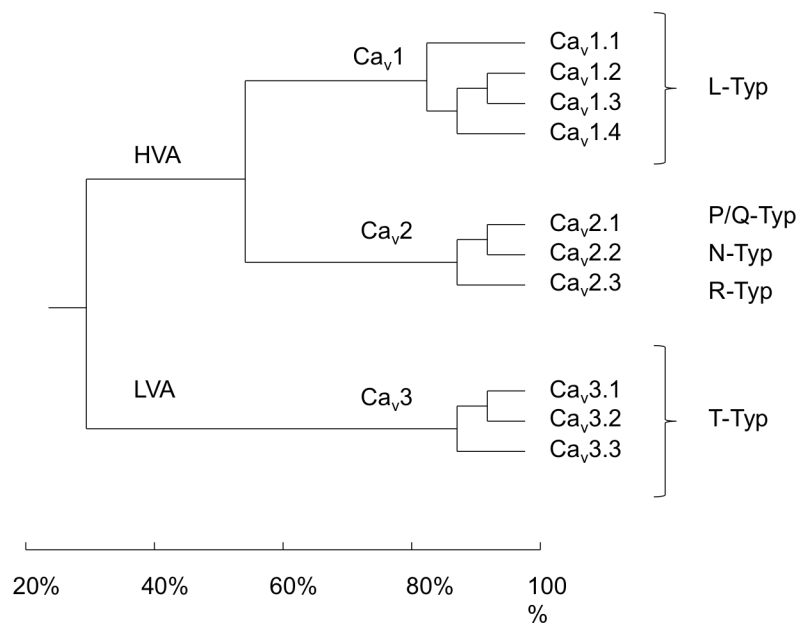 Cav1.1
Cav1
Cav1.2
Cav1.3
L-Typ
Cav1.4
HVA
Cav2.1 P/Q-Typ
Cav2
Cav2.2 N-Typ
Cav2.3 R-Typ
LVA
Cav3
Cav3.1
Cav3.2 T-Typ
Cav3.3
20% 40% 60% 80% 100
%